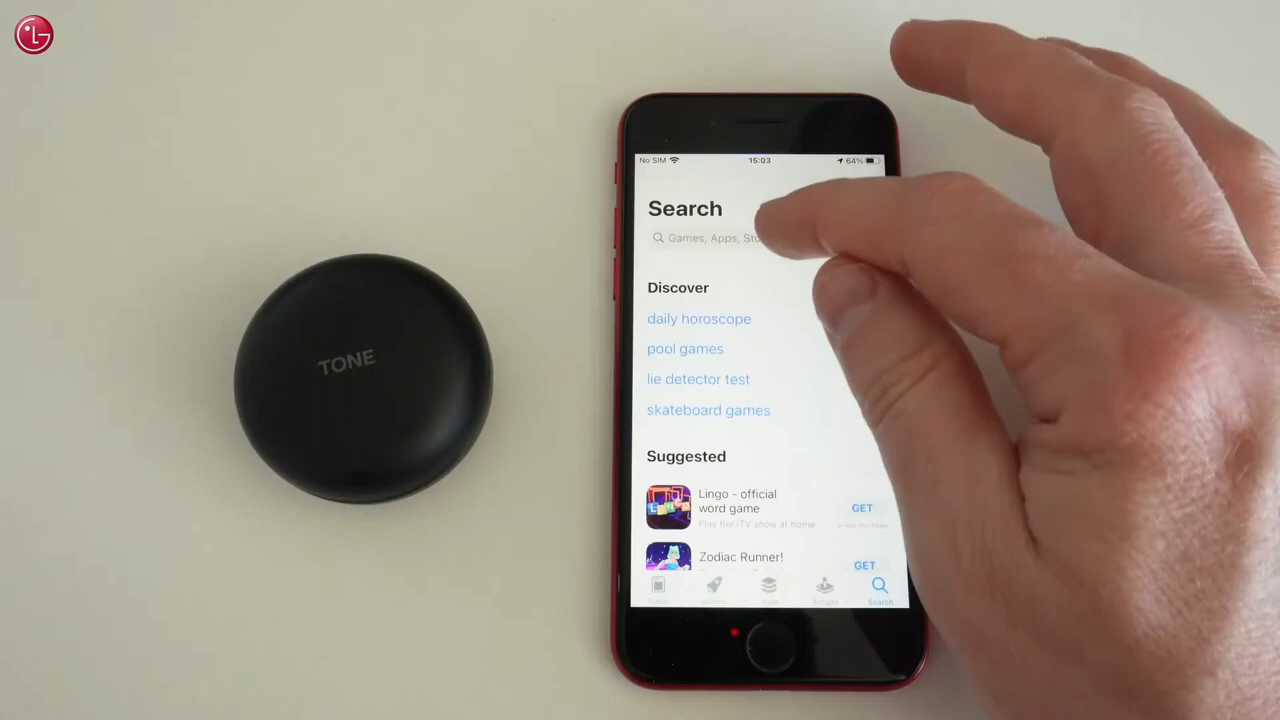 LG
TONE
No SIM
15:03
64%
Search
Games, Apps, Sto
Discover
daily horoscope
pool games
lie detector test
skateboard games
Suggested
Lingo - official
word game
Play the ITV show at home
GET
Zodiac Runner!
GET
Search